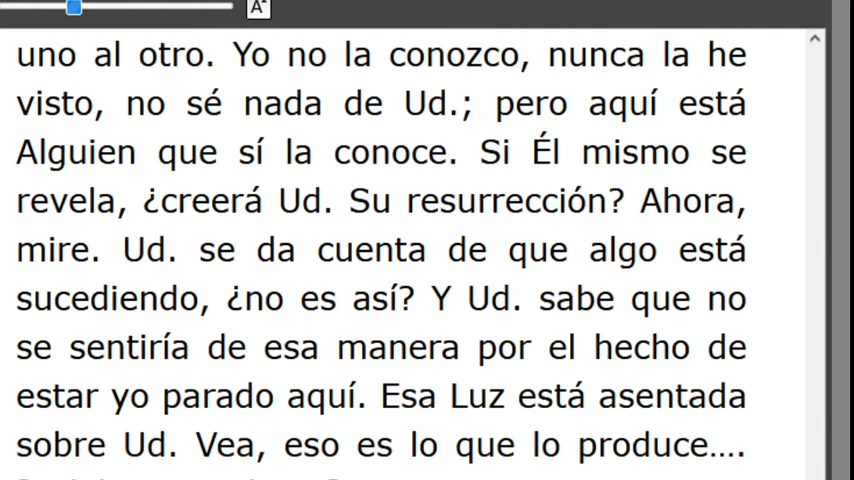 A
uno al otro. Yo no la conozco, nunca la he
visto, no sé nada de Ud.; pero aquí está
Alguien que sí la conoce. Si Él mismo se
revela, ¿creerá Ud. Su resurrección? Ahora,
mire. Ud. se da cuenta de que algo está
sucediendo, ¿no es así? Y Ud. sabe que no
se sentiría de esa manera por el hecho de
estar yo parado aquí. Esa Luz está asentada
sobre Ud. Vea, eso es lo que lo produce....